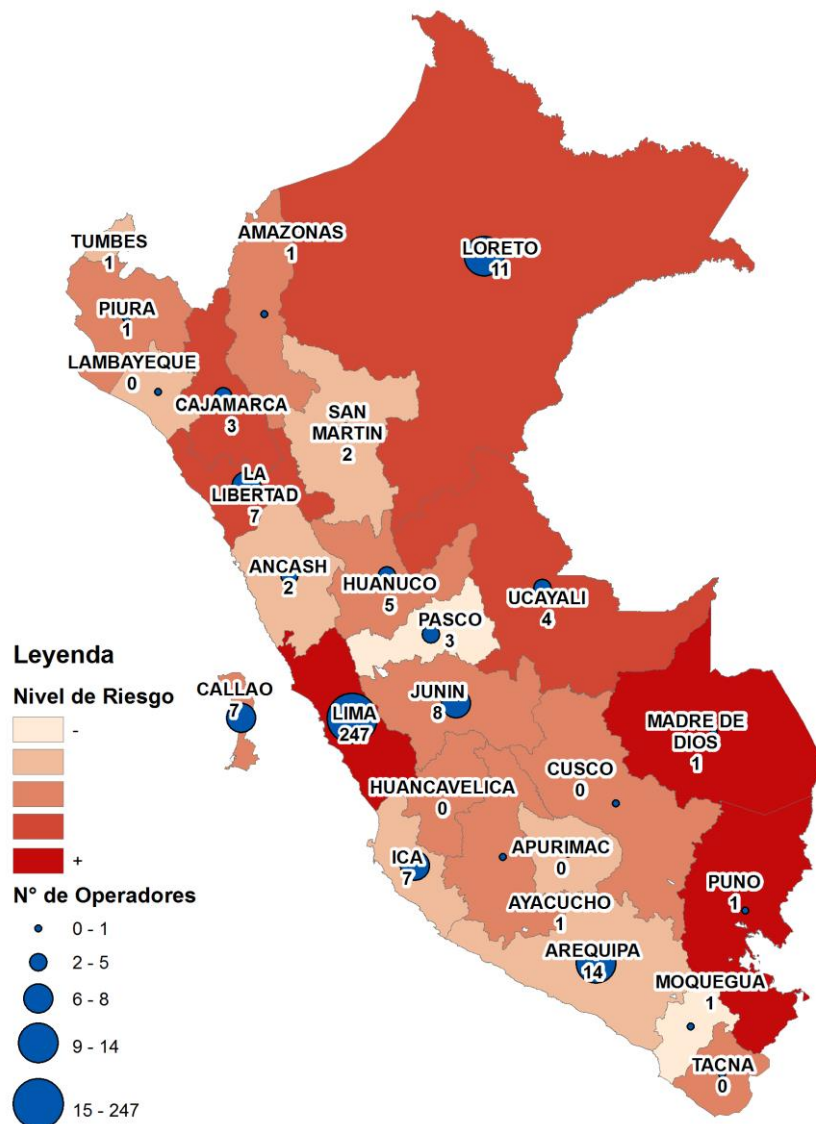 TUMBES
1
AMAZONAS
1
LORETO
11
PIURA
1
LAMBAYEQUE
0
CAJAMARCA
3
SAN
MARTIN
2
LA
LIBERTAD
7
ANCASH
2
HUANUCO
5
UCAYALI
4
PASCO
3
CALLAO
7
LIMA
247
JUNIN
8
MADRE DE
DIOS
1
CUSCO
0
HUANCAVELICA
0
ICA
7
APURIMAC
0
AYACUCHO
1
PUNO
1
AREQUIPA
14
MOQUEGUA
1
TACNA
0
Leyenda
Nivel de Riesgo
-
+
N° de Operadores
0 - 1
2 - 5
6 - 8
9 - 14
15 - 247